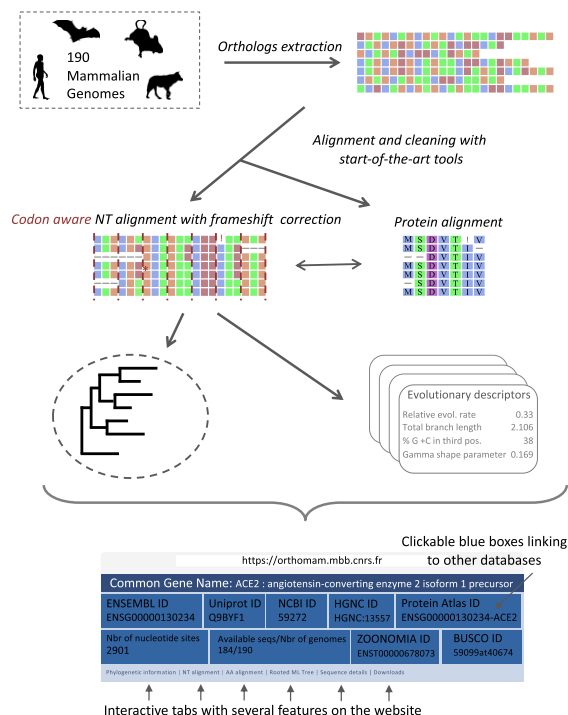 190
Mammalian
Genomes
Orthologs extraction
Alignment and cleaning with
start-of-the-art tools
Codon aware NT alignment with frameshift correction
Protein alignment
!
*
M S D V T ! V
M S D V T I –
– – D V T I V
M S D V T I V
M S D V T I V
– S D V T I V
M S D V T I V
Evolutionary descriptors
Relative evol. rate 0.33
Total branch length 2.106
% G +C in third pos. 38
Gamma shape parameter 0.169
Clickable blue boxes linking
to other databases
https://orthomam.mbb.cnrs.fr
Common Gene Name: ACE2 : angiotensin-converting enzyme 2 isoform 1 precursor
ENSEMBL ID Uniprot ID NCBI ID HGNC ID Protein Atlas ID
ENSG00000130234 Q9BYF1 59272 HGNC:13557 ENSG00000130234-ACE2
Nbr of nucleotide sites Available seqs/Nbr of genomes ZOONOMIA ID BUSCO ID
2901 184/190 ENST00000678073 59099at40674
Phylogenetic information | NT alignment | AA alignment | Rooted ML Tree | Sequence details | Downloads
Interactive tabs with several features on the website